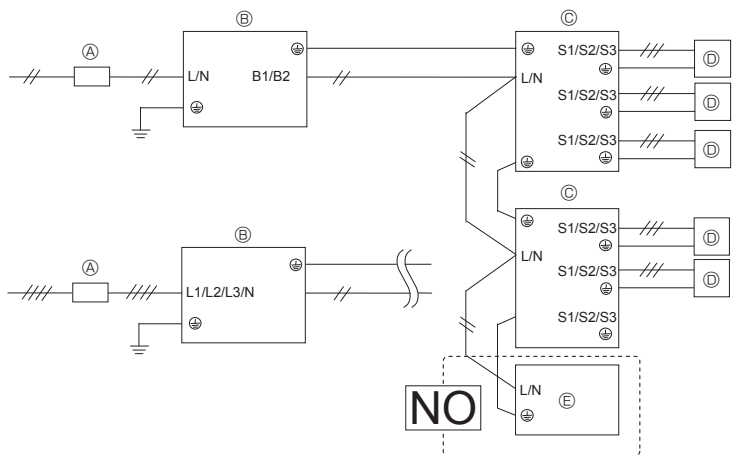 Ⓐ
Ⓑ
L/N B1/B2
Ⓒ
S1/S2/S3
L/N
S1/S2/S3
S1/S2/S3
Ⓓ
Ⓓ
Ⓓ
Ⓒ
S1/S2/S3
L/N
S1/S2/S3
S1/S2/S3
Ⓓ
Ⓓ
Ⓐ
Ⓑ
L1/L2/L3/N
NO
L/N
Ⓔ